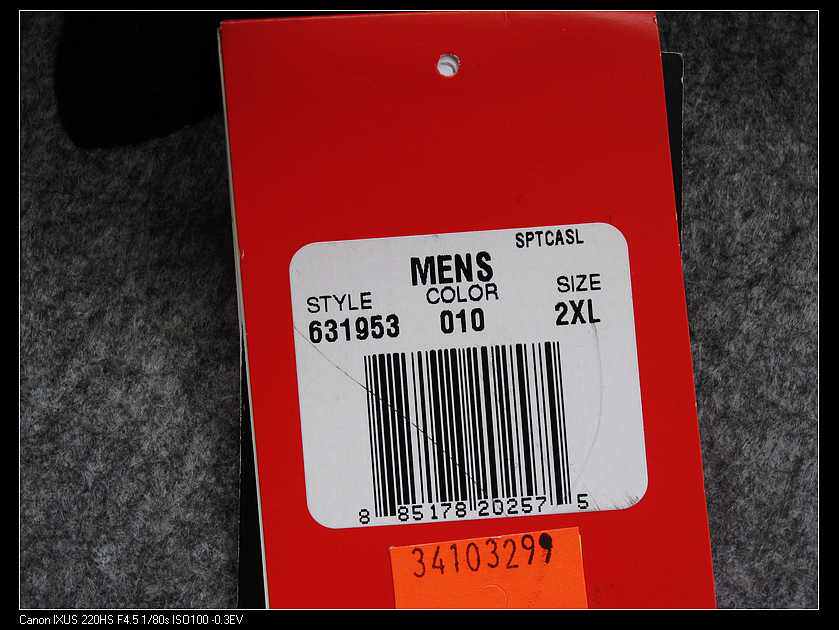 SPTCASL
MENS
STYLE COLOR SIZE
631953 010 2XL
8 85178 20257 5
34103299
Canon IXUS 220HS F4.5 1/80s ISO100 -0.3EV